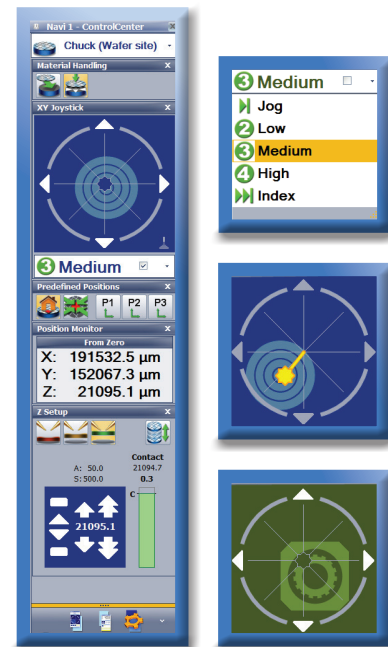 Navi 1 - ControlCenter
Chuck (Wafer site)
Material Handling x
XY Joystick x
3 Medium
Predefined Positions x
P1 P2 P3
Position Monitor x
From Zero
X: 191532.5 µm
Y: 152067.3 µm
Z: 21095.1 µm
Z Setup x
Contact
A: 50.0 21094.7
S: 500.0 0.3
C
21095.1
3 Medium
Jog
2 Low
3 Medium
4 High
Index